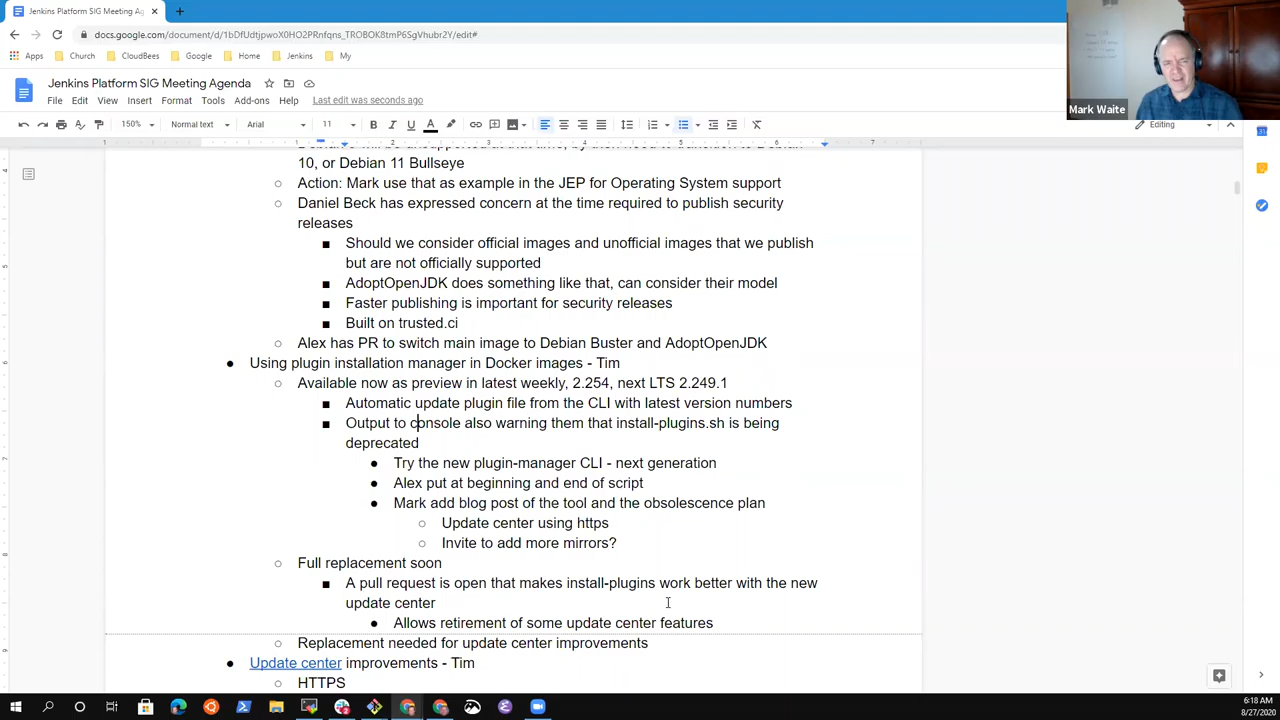 Jenkins Platform SIG Meeting Ag
docs.google.com/document/d/1bDfUdtjpwoX0HO2PRnfqns_TROBOK8tmP6SgVhubr2Y/edit#
Apps Church CloudBees Google Home Jenkins My
Jenkins Platform SIG Meeting Agenda
File Edit View Insert Format Tools Add-ons Help Last edit was seconds ago
150% Normal text Arial 11 Editing
Mark Waite
1 1 2 3 4 5 6 7
10, or Debian 11 Bullseye
Action: Mark use that as example in the JEP for Operating System support
Daniel Beck has expressed concern at the time required to publish security
releases
Should we consider official images and unofficial images that we publish
but are not officially supported
AdoptOpenJDK does something like that, can consider their model
Faster publishing is important for security releases
Built on trusted.ci
Alex has PR to switch main image to Debian Buster and AdoptOpenJDK
Using plugin installation manager in Docker images - Tim
Available now as preview in latest weekly, 2.254, next LTS 2.249.1
Automatic update plugin file from the CLI with latest version numbers
Output to console also warning them that install-plugins.sh is being
deprecated
Try the new plugin-manager CLI - next generation
Alex put at beginning and end of script
Mark add blog post of the tool and the obsolescence plan
Update center using https
Invite to add more mirrors?
Full replacement soon
A pull request is open that makes install-plugins work better with the new
update center
Allows retirement of some update center features
Replacement needed for update center improvements
Update center improvements - Tim
HTTPS
6:18 AM
8/27/2020